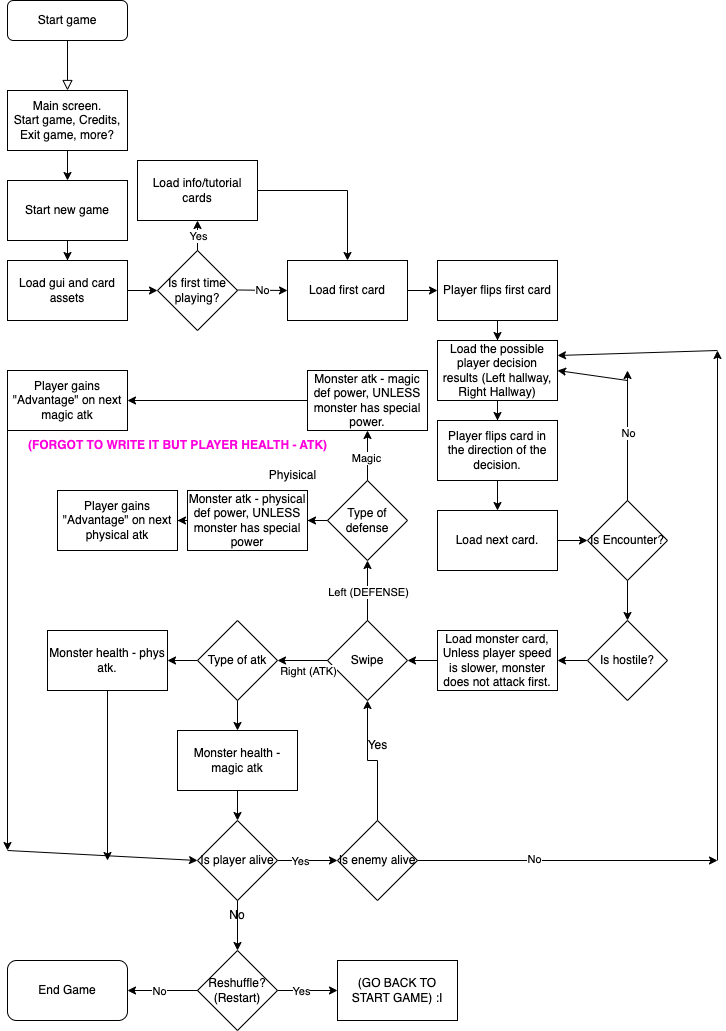 Start game
Main screen.
Start game, Credits,
Exit game, more?
Start new game
Load info/tutorial
cards
Yes
Load gui and card
assets
Is first time
playing?
No
Load first card
Player flips first card
Load the possible
player decision
results (Left hallway,
Right Hallway)
Player gains
"Advantage" on next
magic atk
Monster atk - magic
def power, UNLESS
monster has special
power.
(FORGOT TO WRITE IT BUT PLAYER HEALTH - ATK)
Magic
Player flips card in
the direction of the
decision.
No
Phyisical
Player gains
"Advantage" on next
physical atk
Monster atk - physical
def power, UNLESS
monster has special
power
Type of
defense
Load next card.
Is Encounter?
Left (DEFENSE)
Monster health - phys
atk.
Type of atk
Right (ATK)
Swipe
Load monster card,
Unless player speed
is slower, monster
does not attack first.
Is hostile?
Monster health -
magic atk
Yes
Is player alive
Yes
Is enemy alive
No
No
End Game
No
Reshuffle?
(Restart)
Yes
(GO BACK TO
START GAME) :I